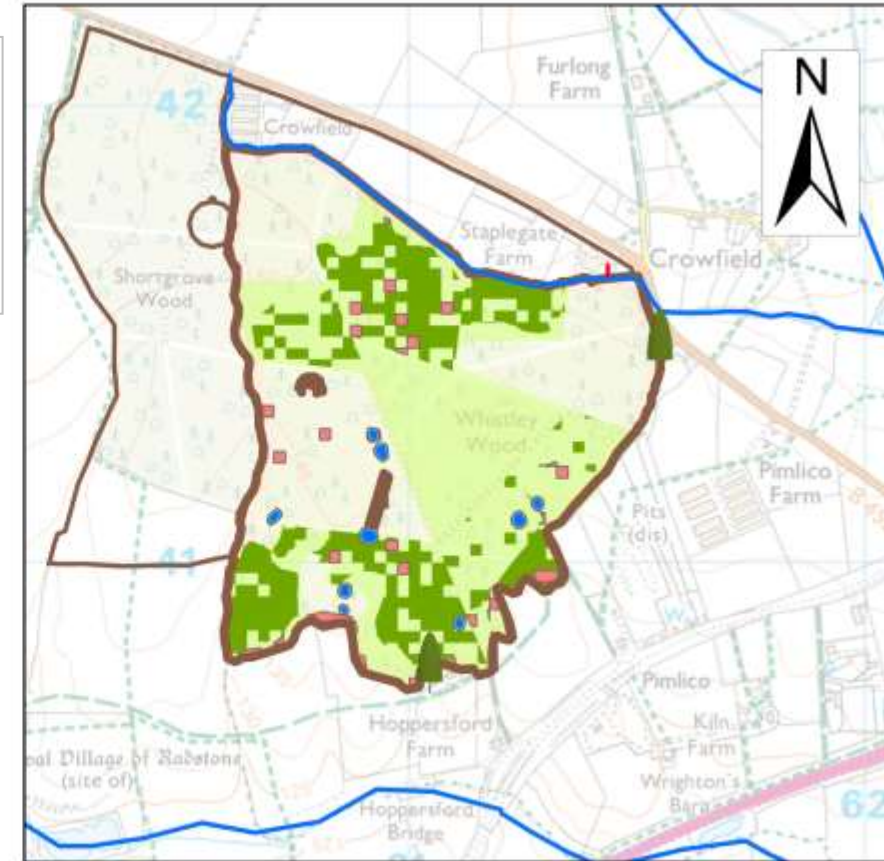 Furlong
Farm
N
42
Crowfield
Staplegate
Farm
Crowfield
Shortgrove
Wood
Whistley
Wood
Pimlico
Farm
Pits
(dis)
41
W
Pimlico
Hoppersford
Farm
Kiln
Farm
Village of Radstone
(site of)
Wrighton's
Barn
62
Hoppersford
Bridge